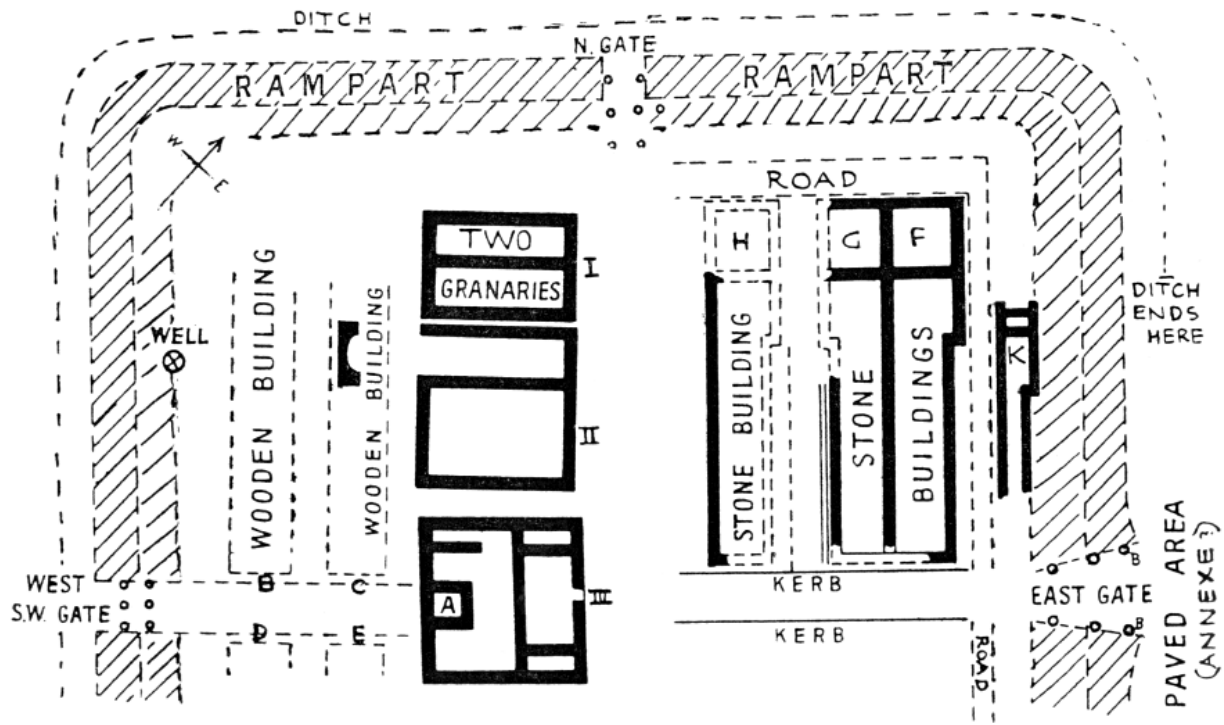 DITCH
N. GATE
RAMPART
RAMPART
W
E
ROAD
TWO
GRANARIES
I
H
G
F
DITCH
ENDS
HERE
WELL
WOODEN BUILDING
WOODEN BUILDING
II
STONE BUILDING
STONE
BUILDINGS
K
WEST
S.W. GATE
B
C
D
E
A
III
KERB
KERB
ROAD
EAST GATE
B
B
PAVED AREA
(ANNEXE?)